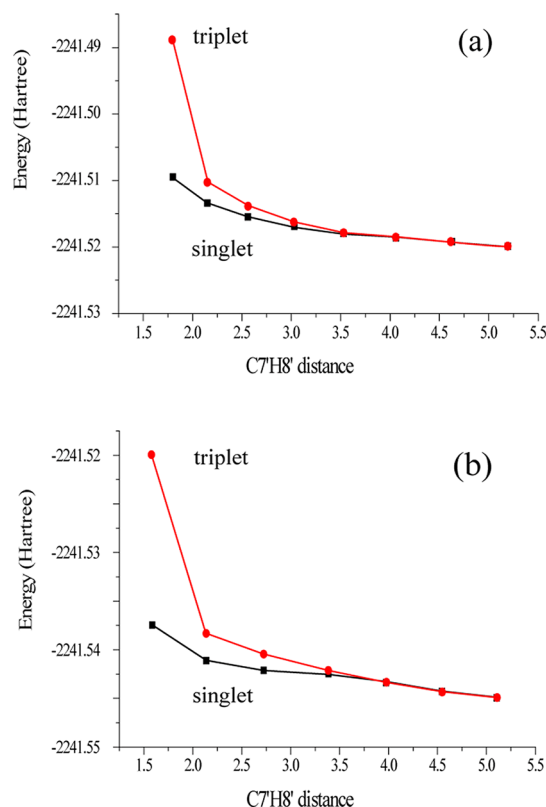 (a)
triplet
singlet
Energy (Hartree)
-2241.49
-2241.50
-2241.51
-2241.52
-2241.53
1.5 2.0 2.5 3.0 3.5 4.0 4.5 5.0 5.5
C7'H8' distance
(b)
triplet
singlet
Energy (Hartree)
-2241.52
-2241.53
-2241.54
-2241.55
1.5 2.0 2.5 3.0 3.5 4.0 4.5 5.0 5.5
C7'H8' distance